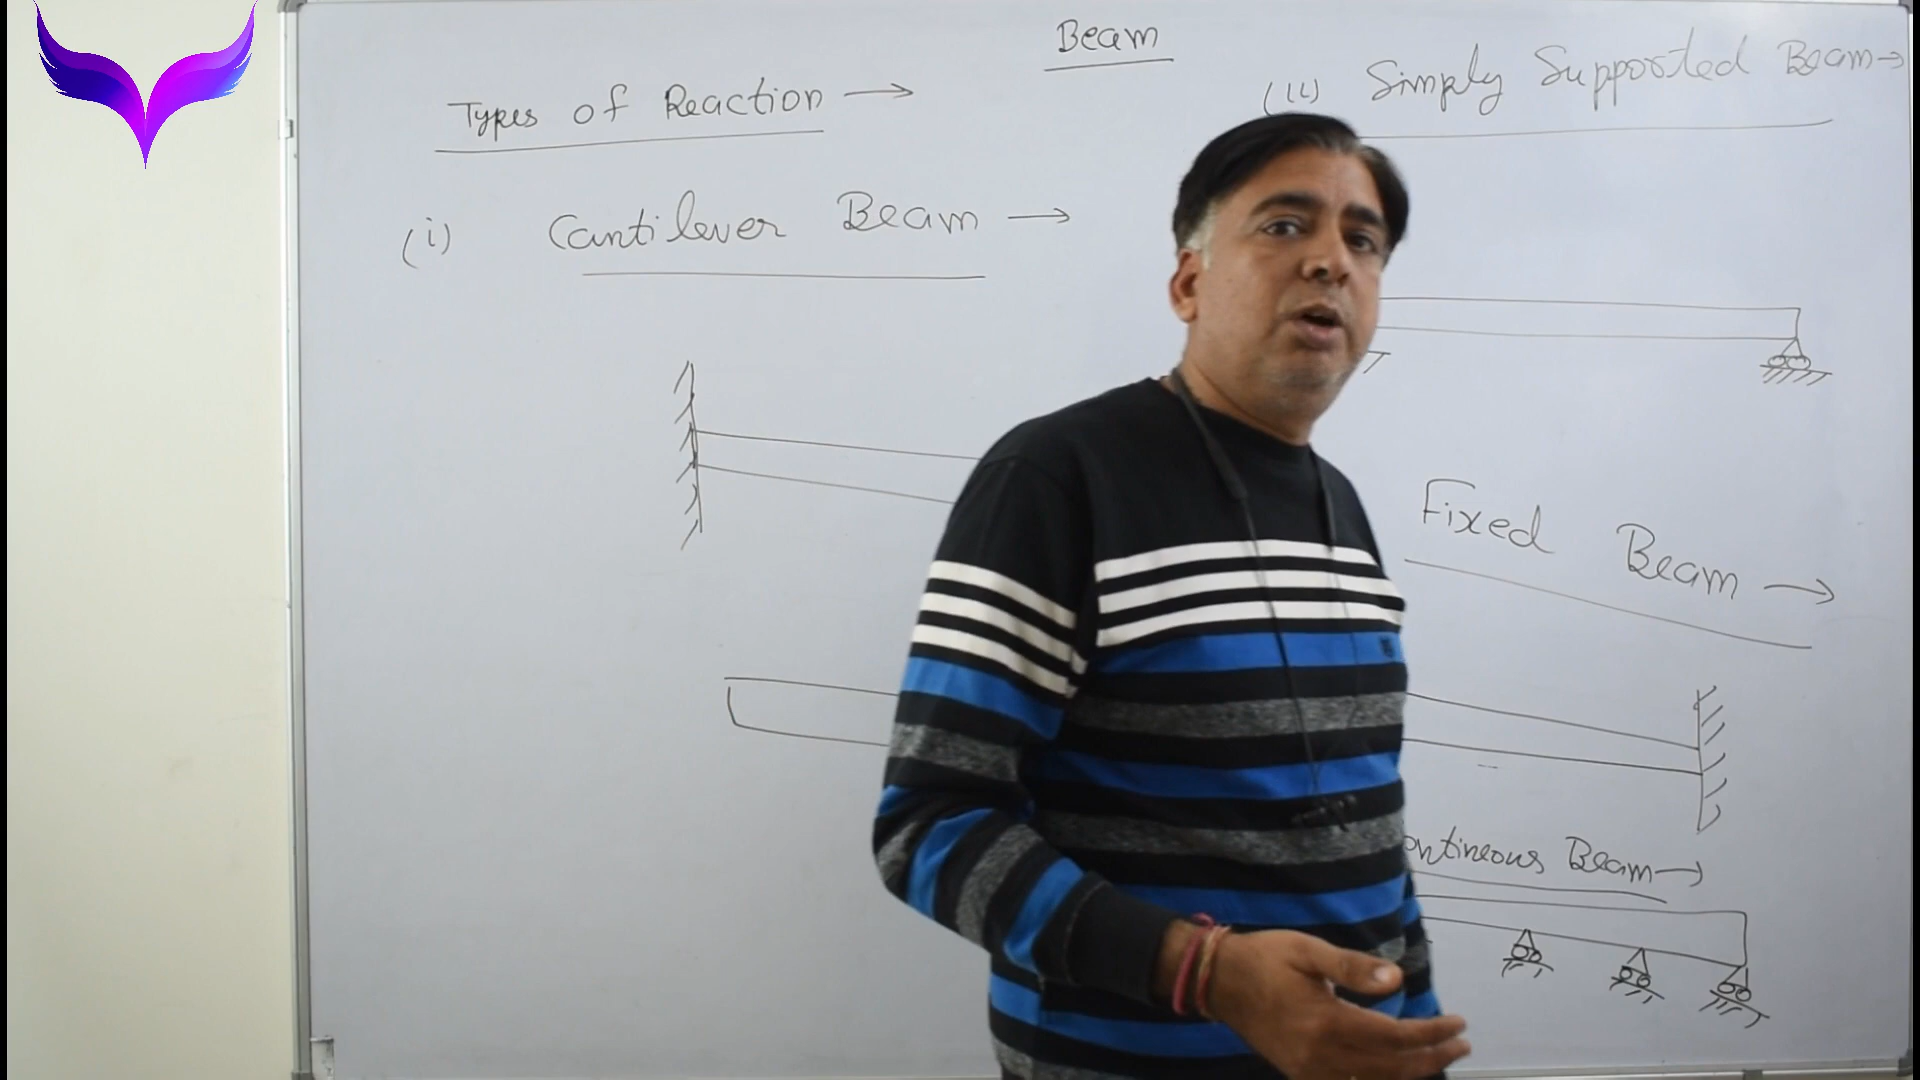 Beam
Types of Reaction →
(i) Cantilever Beam →
(ii) Simply Supported Beam →
Fixed Beam →
ontineous Beam →